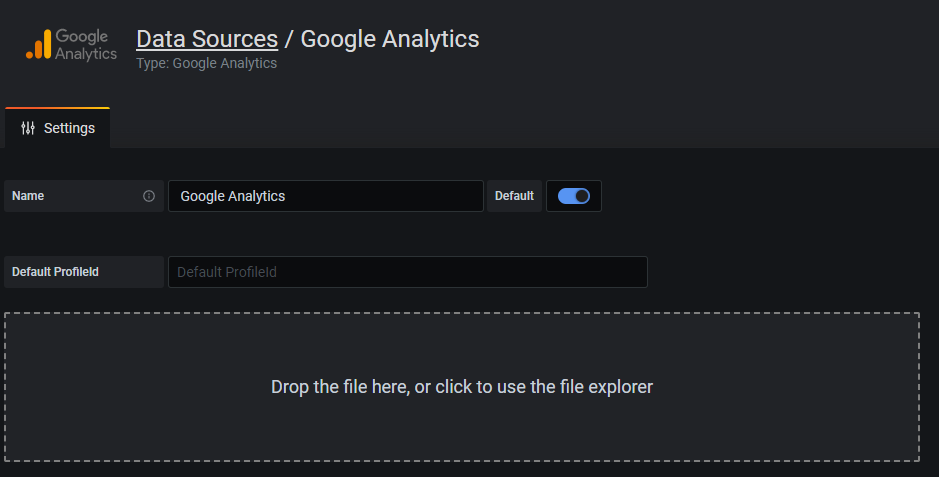 Google
Analytics
Data Sources / Google Analytics
Type: Google Analytics
Settings
Name
Google Analytics
Default
Default ProfileId
Default ProfileId
Drop the file here, or click to use the file explorer